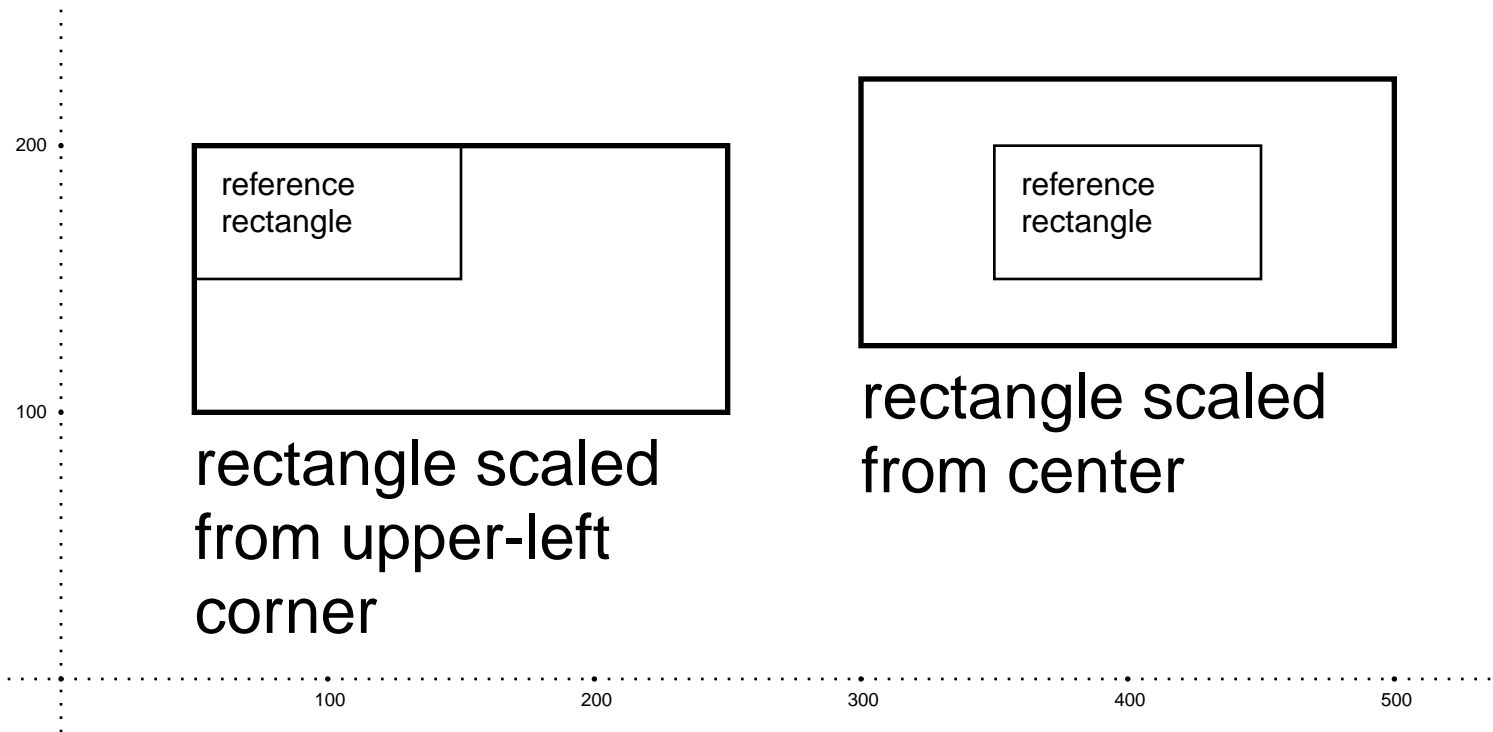 200
reference
rectangle
reference
rectangle
100
rectangle scaled
from upper-left
corner
rectangle scaled
from center
100
200
300
400
500